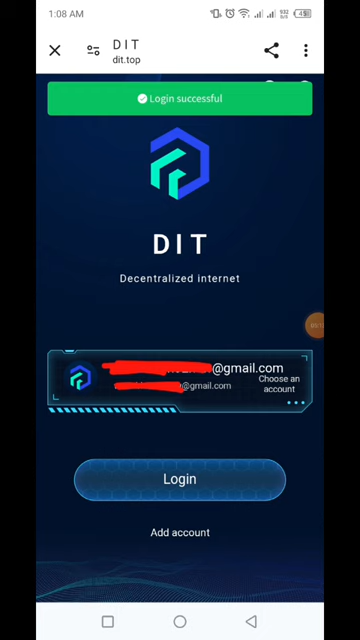 1:08 AM
D I T
dit.top
Login successful
D I T
Decentralized internet
@gmail.com
@gmail.com
Choose an
account
Login
Add account